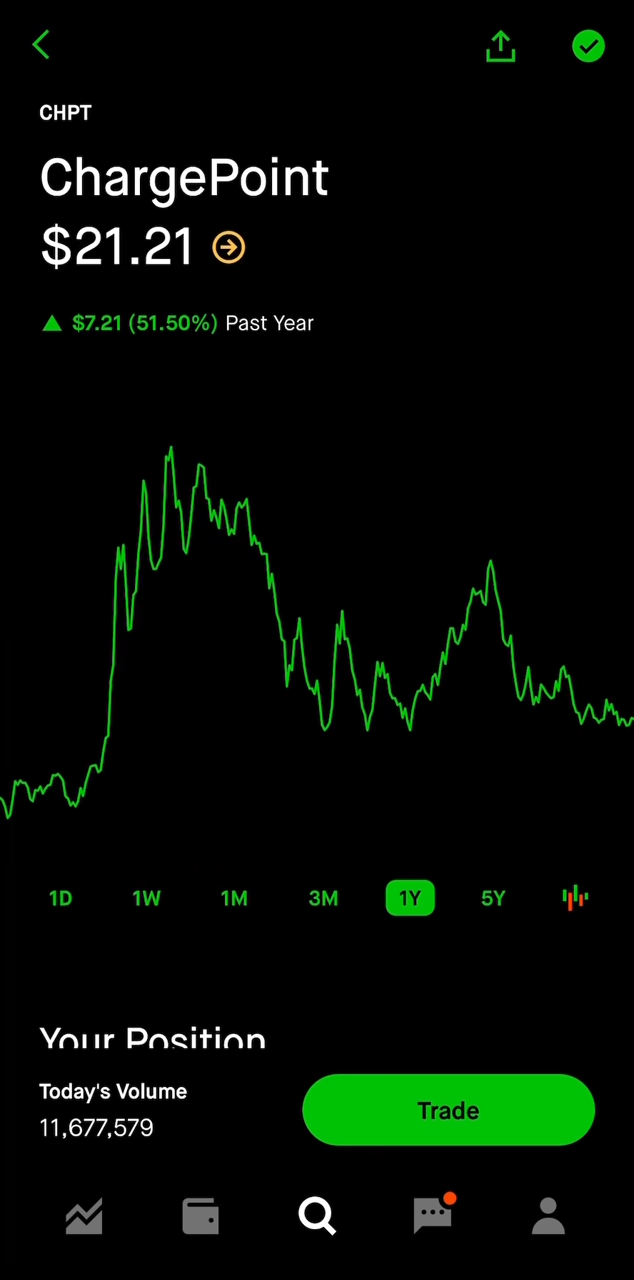 CHPT
ChargePoint
$21.21
$7.21 (51.50%) Past Year
1D 1W 1M 3M 1Y 5Y
Your Position
Today's Volume
11,677,579
Trade